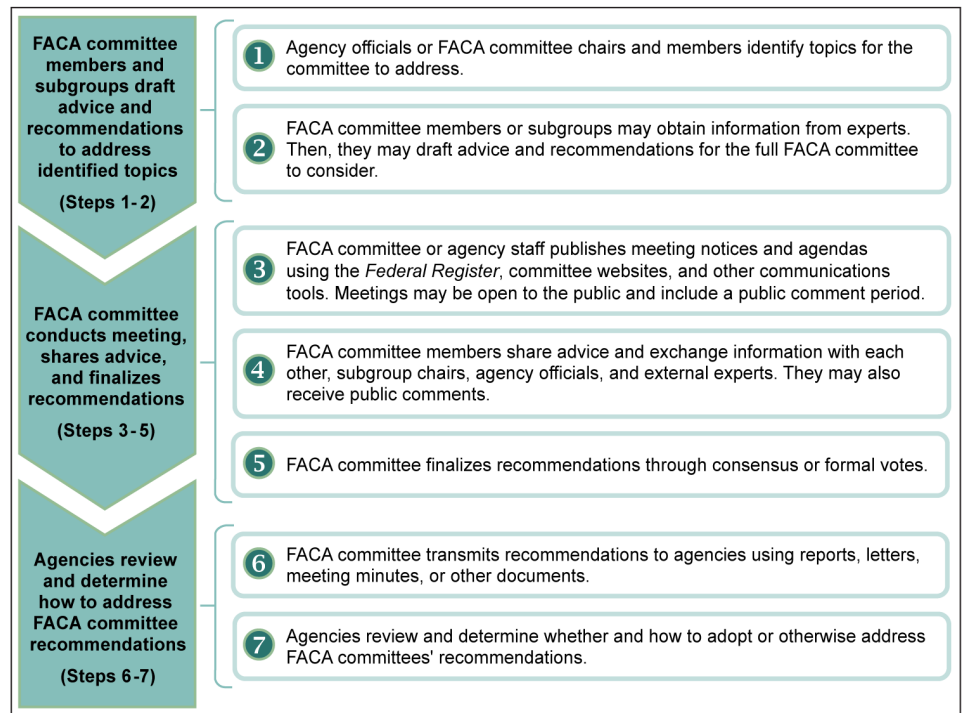 FACA committee
members and
subgroups draft
advice and
recommendations
to address
identified topics
(Steps 1-2)
1
Agency officials or FACA committee chairs and members identify topics for the
committee to address.
2
FACA committee members or subgroups may obtain information from experts.
Then, they may draft advice and recommendations for the full FACA committee
to consider.
FACA committee
conducts meeting,
shares advice,
and finalizes
recommendations
(Steps 3-5)
3
FACA committee or agency staff publishes meeting notices and agendas
using the Federal Register, committee websites, and other communications
tools. Meetings may be open to the public and include a public comment period.
4
FACA committee members share advice and exchange information with each
other, subgroup chairs, agency officials, and external experts. They may also
receive public comments.
5
FACA committee finalizes recommendations through consensus or formal votes.
Agencies review
and determine
how to address
FACA committee
recommendations
(Steps 6-7)
6
FACA committee transmits recommendations to agencies using reports, letters,
meeting minutes, or other documents.
7
Agencies review and determine whether and how to adopt or otherwise address
FACA committees' recommendations.